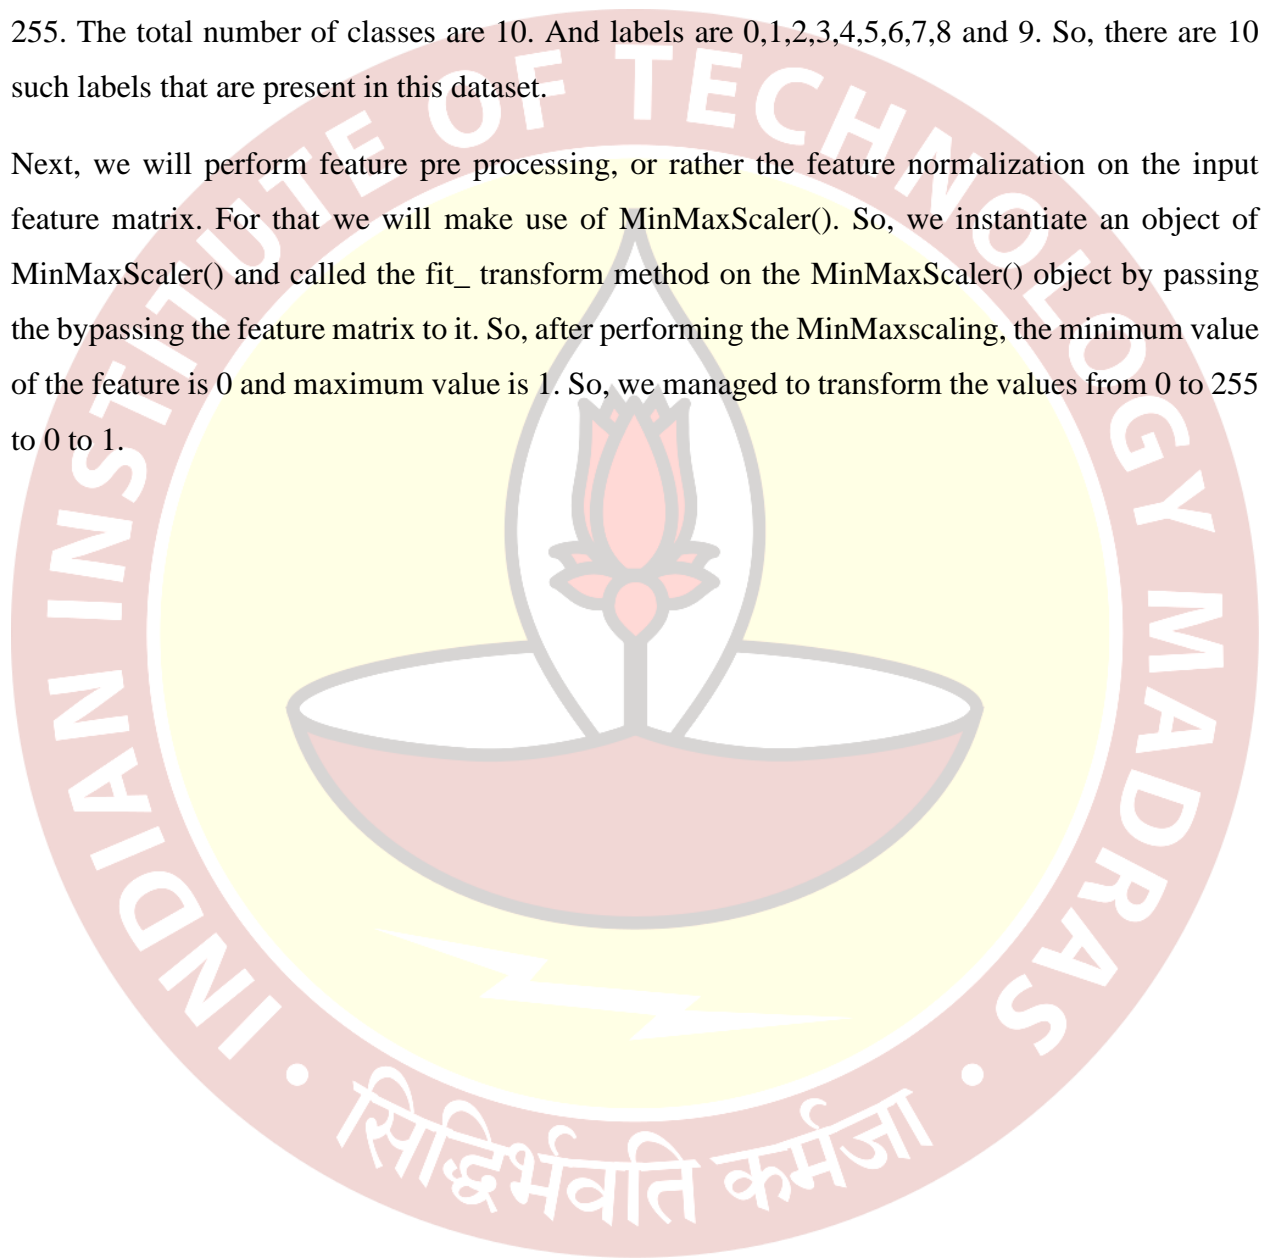 255. The total number of classes are 10. And labels are 0,1,2,3,4,5,6,7,8 and 9. So, there are 10
such labels that are present in this dataset.
Next, we will perform feature pre processing, or rather the feature normalization on the input
feature matrix. For that we will make use of MinMaxScaler(). So, we instantiate an object of
MinMaxScaler() and called the fit_ transform method on the MinMaxScaler() object by passing
the bypassing the feature matrix to it. So, after performing the MinMaxscaling, the minimum value
of the feature is 0 and maximum value is 1. So, we managed to transform the values from 0 to 255
to 0 to 1.
INDIAN INSTITUTE OF TECHNOLOGY MADRAS
सिद्धिर्भवति कर्मजा